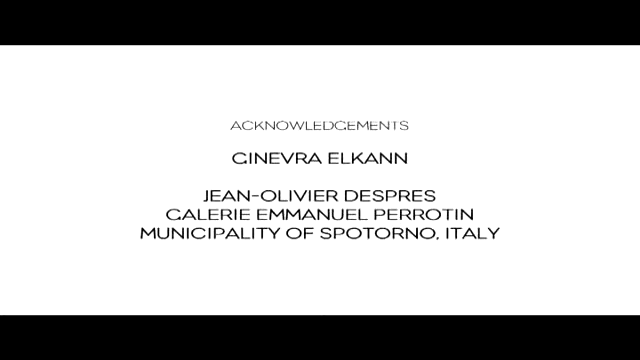 ACKNOWLEDGEMENTS
GINEVRA ELKANN
JEAN-OLIVIER DESPRES
GALERIE EMMANUEL PERROTIN
MUNICIPALITY OF SPOTORNO, ITALY